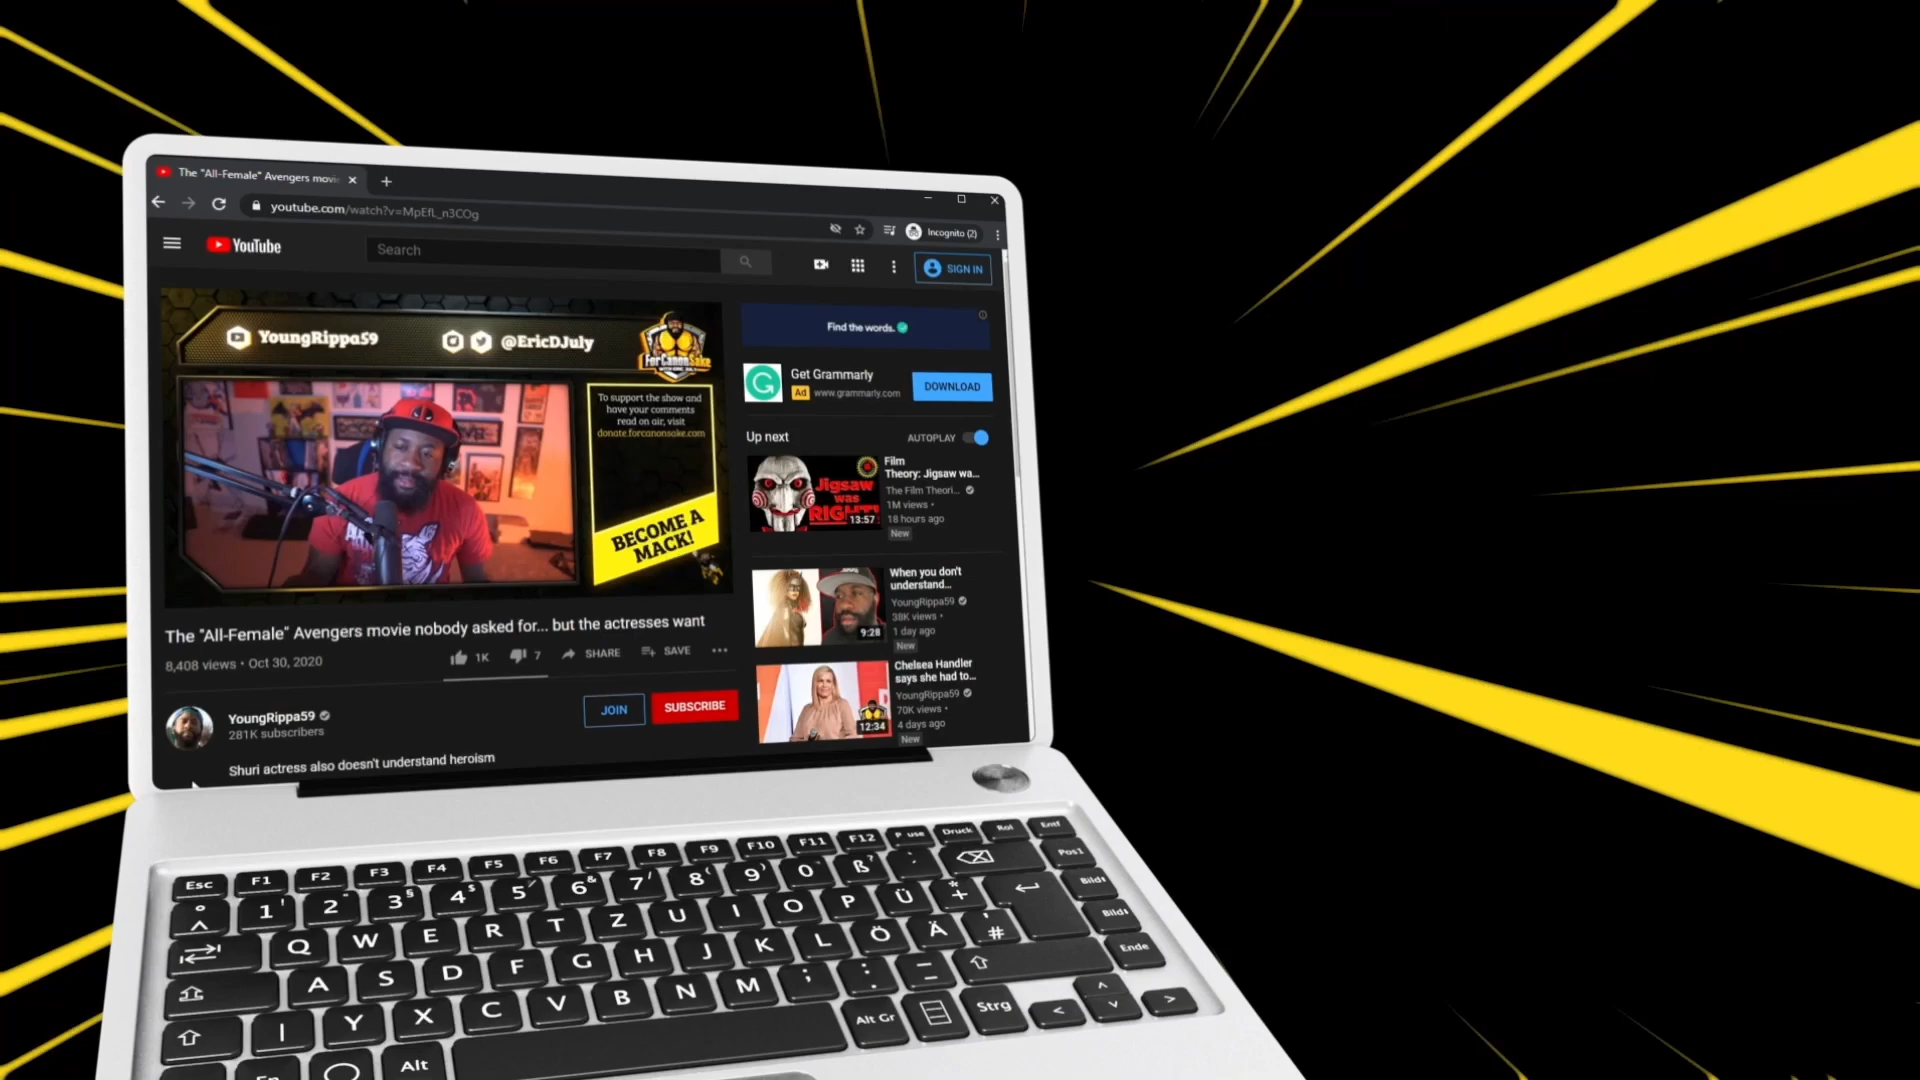 The "All-Female" Avengers movie
youtube.com/watch?v=MpEfL_n3COg
Incognito (2)
YouTube
Search
SIGN IN
YoungRippa59
@EricDJuly
ForCanonSake
To support the show and
have your comments
read on air, visit
donate.forcanonsake.com
BECOME A
MACK!
The "All-Female" Avengers movie nobody asked for... but the actresses want
8,408 views • Oct 30, 2020
1K
7
SHARE
SAVE
YoungRippa59
281K subscribers
JOIN
SUBSCRIBE
Shuri actress also doesn't understand heroism
Find the words.
Get Grammarly
Ad www.grammarly.com
DOWNLOAD
Up next
AUTOPLAY
Jigsaw
was
RIGHT!
13:57
Film
Theory: Jigsaw wa...
The Film Theori...
1M views •
18 hours ago
New
9:28
When you don't
understand...
YoungRippa59
38K views •
1 day ago
New
12:34
Chelsea Handler
says she had to...
YoungRippa59
70K views •
4 days ago
New
Esc F1 F2 F3 F4 F5 F6 F7 F8 F9 F10 F11 F12 Druck Rol Entf
^ ° 1 ' 2 " 3 § 4 $ 5 6 & 7 / 8 ( 9 ) 0 ß ? Pos1
Q W E R T Z U I O P Ü + * Bild
A S D F G H J K L Ö Ä # ' Bild
| Y X C V B N M ; : _ Ende
Fn Alt Alt Gr Strg < ^ v >